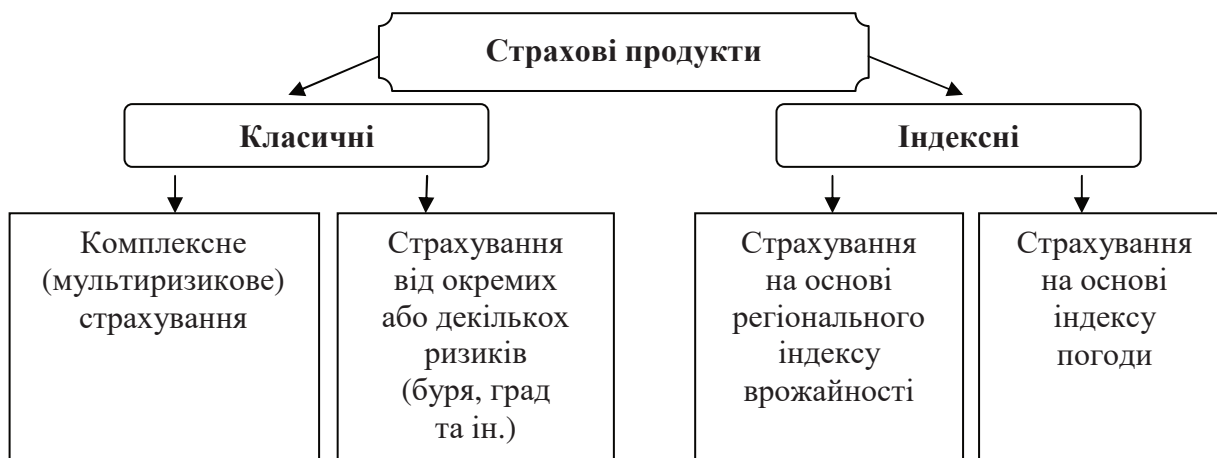 Страхові продукти
Класичні
Індексні
Комплексне
(мультиризикове)
страхування
Страхування
від окремих
або декількох
ризиків
(буря, град
та ін.)
Страхування
на основі
регіонального
індексу
врожайності
Страхування
на основі
індексу
погоди